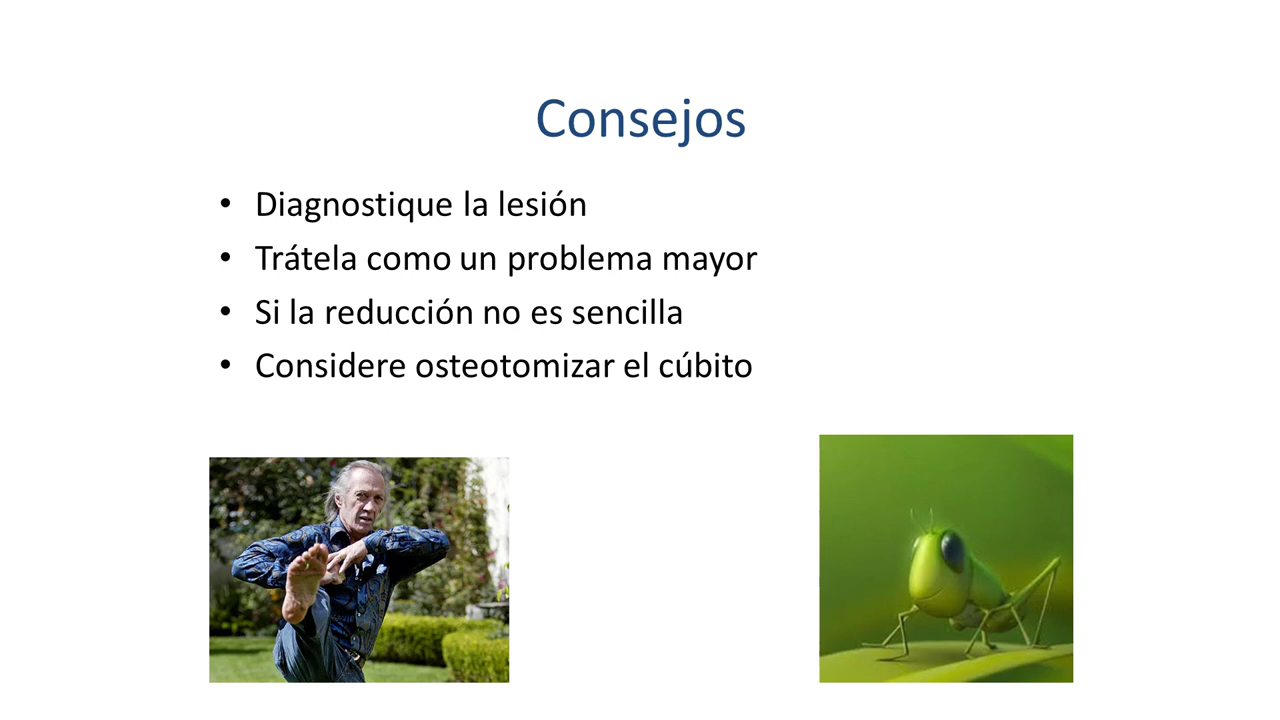 Consejos
• Diagnostique la lesión
• Trátela como un problema mayor
• Si la reducción no es sencilla
• Considere osteotomizar el cúbito